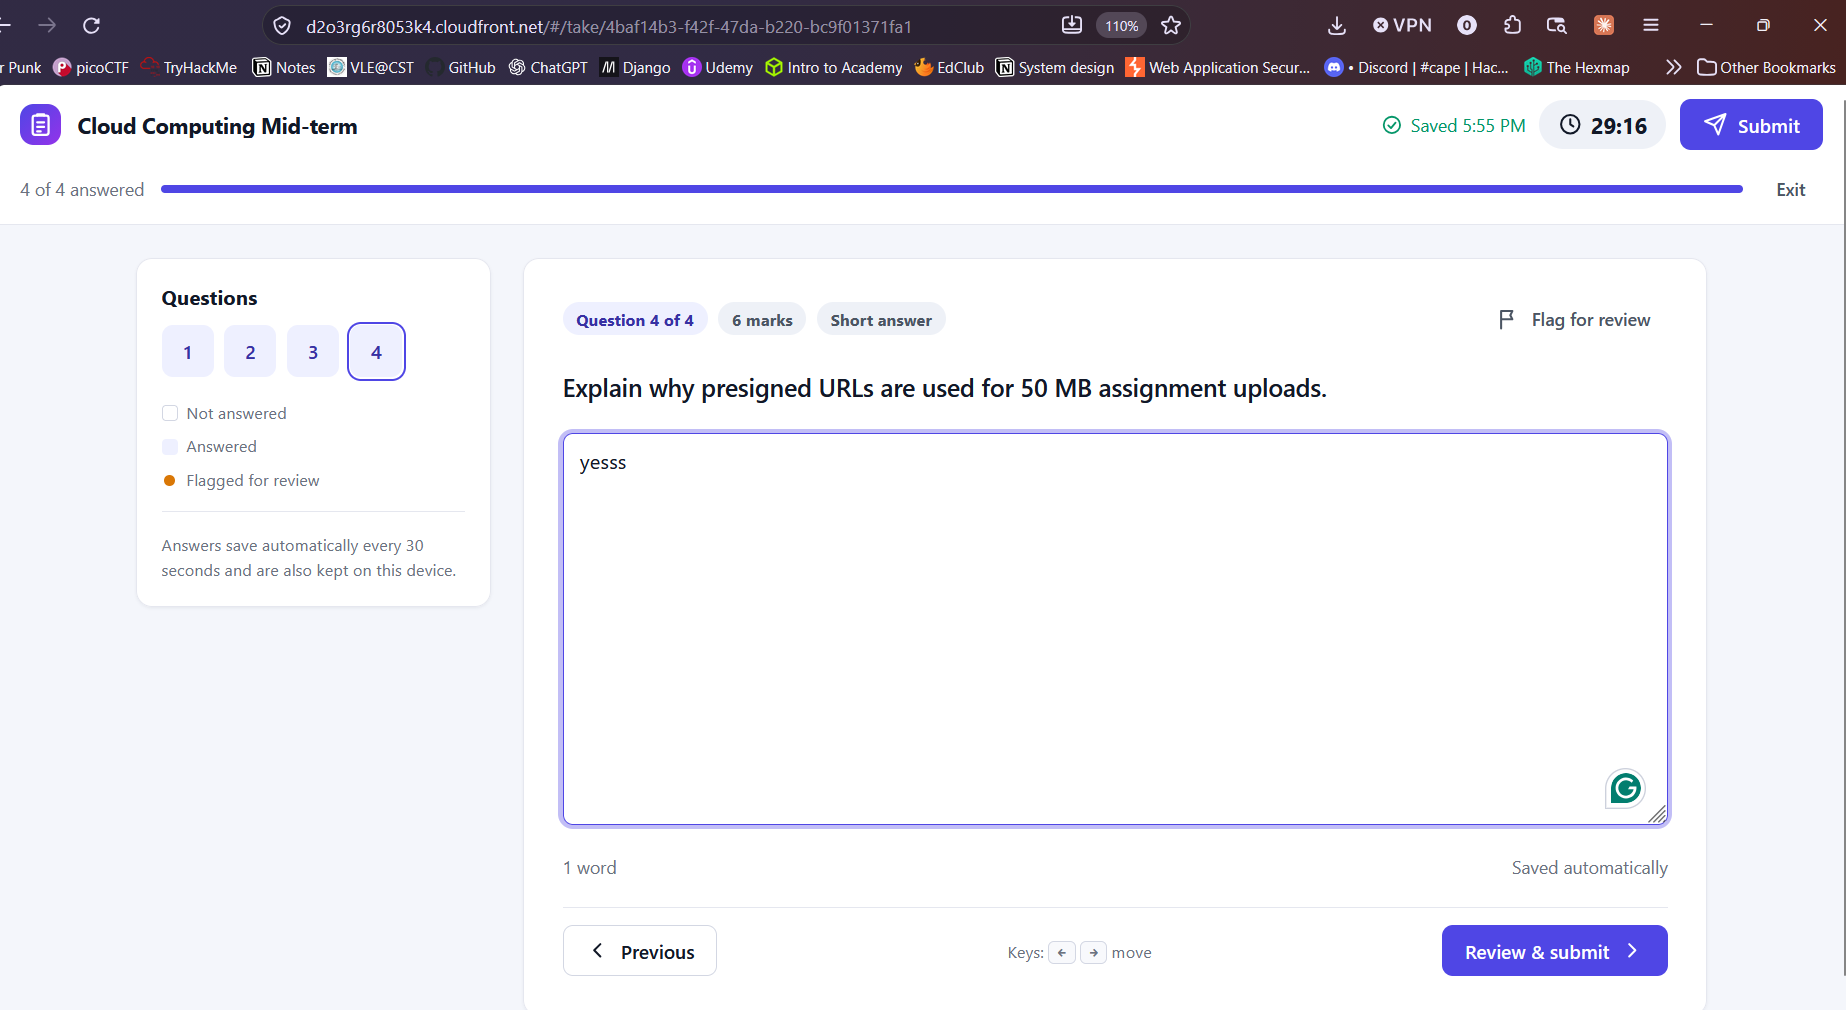 d2o3rg6r8053k4.cloudfront.net/#/take/4baf14b3-f42f-47da-b220-bc9f01371fa1
110%
VPN
r Punk picoCTF TryHackMe Notes VLE@CST GitHub ChatGPT Django Udemy Intro to Academy EdClub System design Web Application Secur... • Discord | #cape | Hac... The Hexmap Other Bookmarks
Cloud Computing Mid-term
Saved 5:55 PM
29:16
Submit
4 of 4 answered
Exit
Questions
1 2 3 4
Not answered
Answered
Flagged for review
Answers save automatically every 30
seconds and are also kept on this device.
Question 4 of 4
6 marks
Short answer
Flag for review
Explain why presigned URLs are used for 50 MB assignment uploads.
yesss
1 word
Saved automatically
Previous
Keys: ← → move
Review & submit